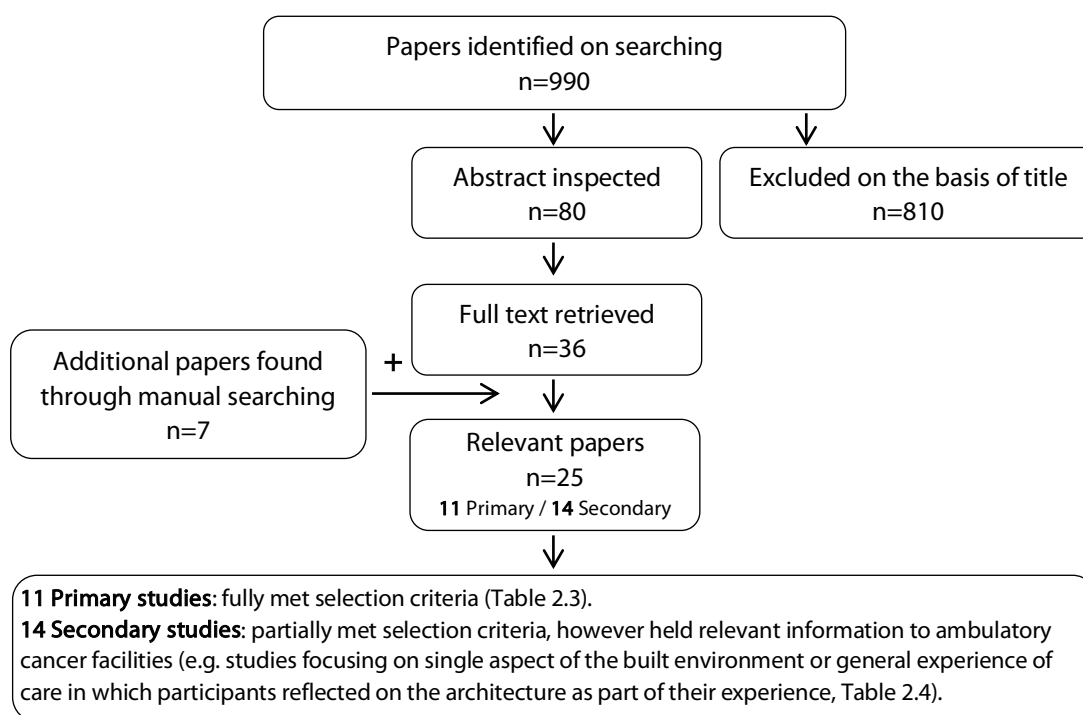 Papers identified on searching
n=990
Abstract inspected
n=80
Excluded on the basis of title
n=810
Full text retrieved
n=36
Additional papers found
through manual searching
n=7
+
Relevant papers
n=25
11 Primary / 14 Secondary
11 Primary studies: fully met selection criteria (Table 2.3).
14 Secondary studies: partially met selection criteria, however held relevant information to ambulatory
cancer facilities (e.g. studies focusing on single aspect of the built environment or general experience of
care in which participants reflected on the architecture as part of their experience, Table 2.4).